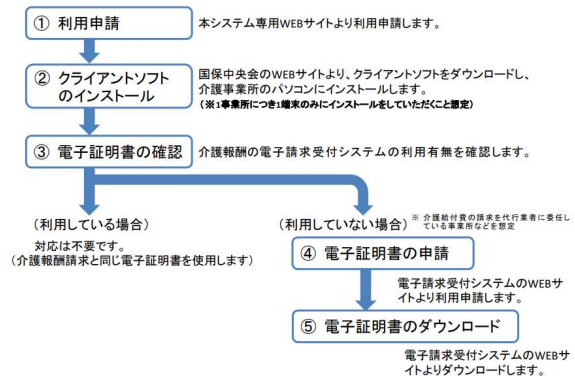 ① 利用申請
本システム専用WEBサイトより利用申請します。
② クライアントソフト
のインストール
国保中央会のWEBサイトより、クライアントソフトをダウンロードし、
介護事業所のパソコンにインストールします。
(※1事業所につき1端末のみにインストールをしていただくこと想定)
③ 電子証明書の確認
介護報酬の電子請求受付システムの利用有無を確認します。
(利用している場合)
対応は不要です。
(介護報酬請求と同じ電子証明書を使用します)
(利用していない場合)
※ 介護給付費の請求を代行業者に委任し
ている事業所などを想定
④ 電子証明書の申請
電子請求受付システムのWEBサ
イトより利用申請します。
⑤ 電子証明書のダウンロード
電子請求受付システムのWEBサ
イトよりダウンロードします。